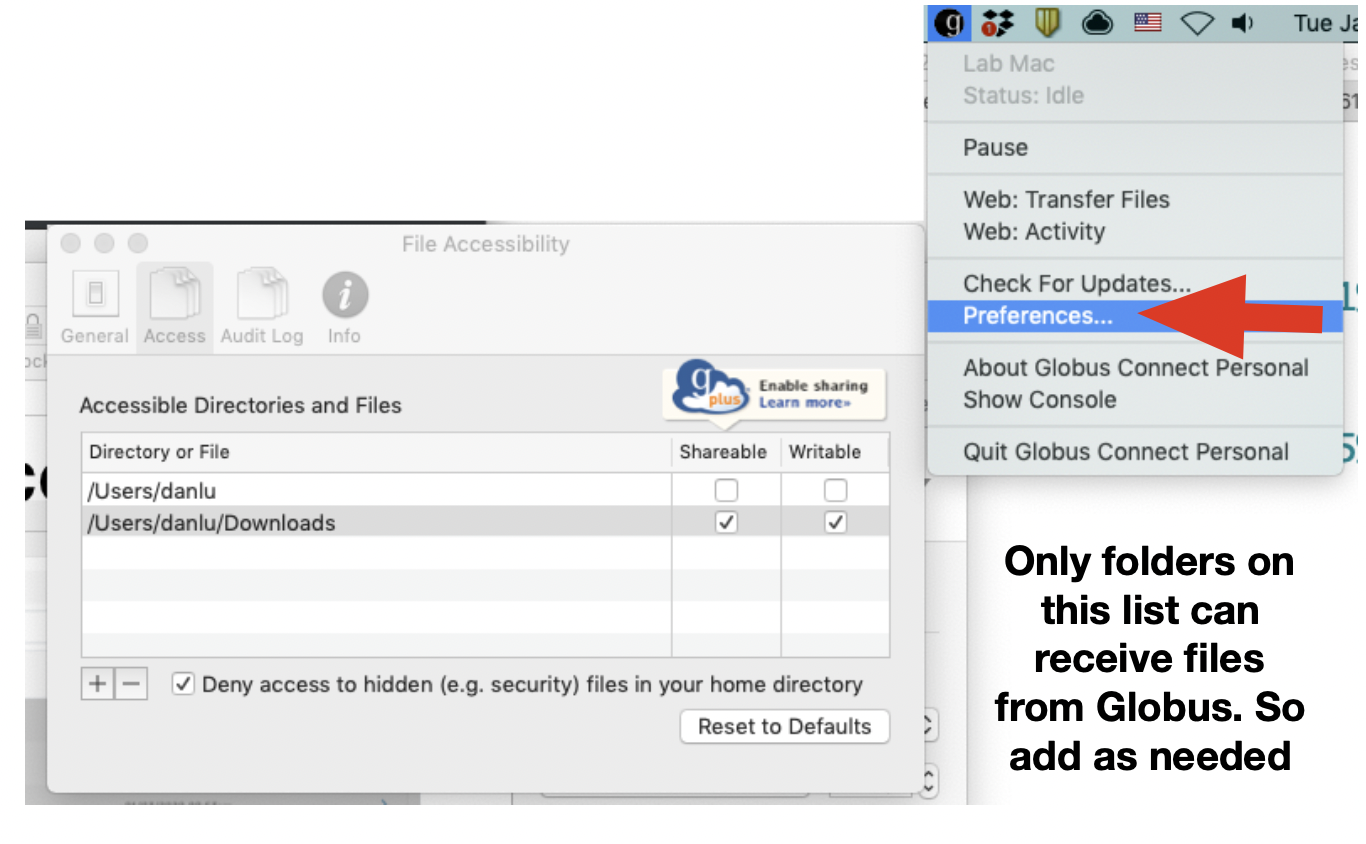 g
1
Tue Ja
Lab Mac
Status: Idle
Pause
Web: Transfer Files
Web: Activity
Check For Updates...
Preferences...
About Globus Connect Personal
Show Console
Quit Globus Connect Personal
File Accessibility
General Access Audit Log Info
g plus
Enable sharing
Learn more»
Accessible Directories and Files
Directory or File Shareable Writable
/Users/danlu
/Users/danlu/Downloads
+ − Deny access to hidden (e.g. security) files in your home directory
Reset to Defaults
Only folders on
this list can
receive files
from Globus. So
add as needed